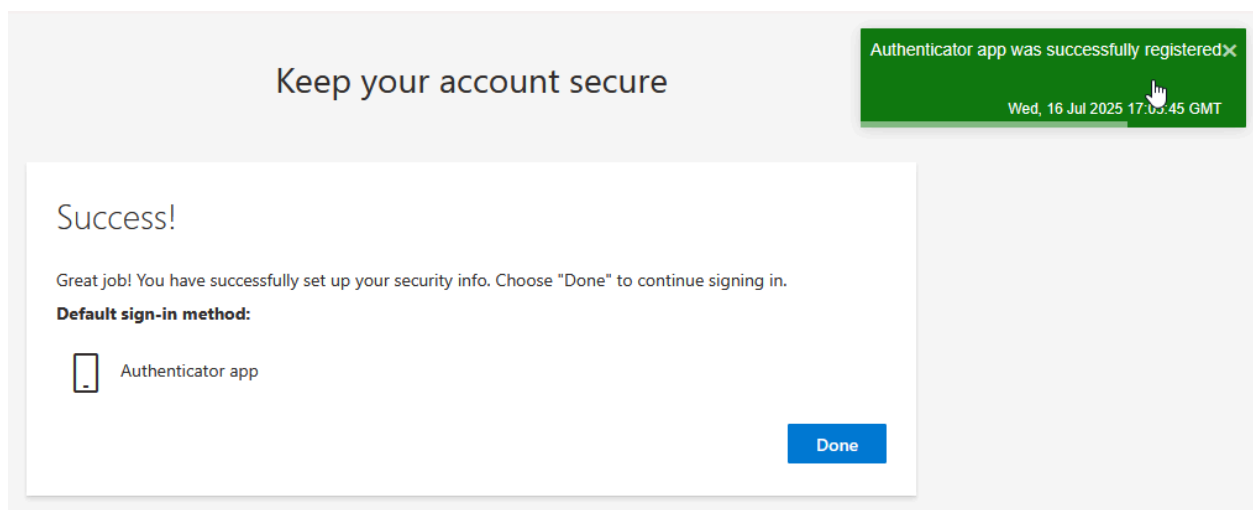 Authenticator app was successfully registered×
Wed, 16 Jul 2025 GMT
Keep your account secure
Success!
Great job! You have successfully set up your security info. Choose "Done" to continue signing in.
Default sign-in method:
Authenticator app
Done